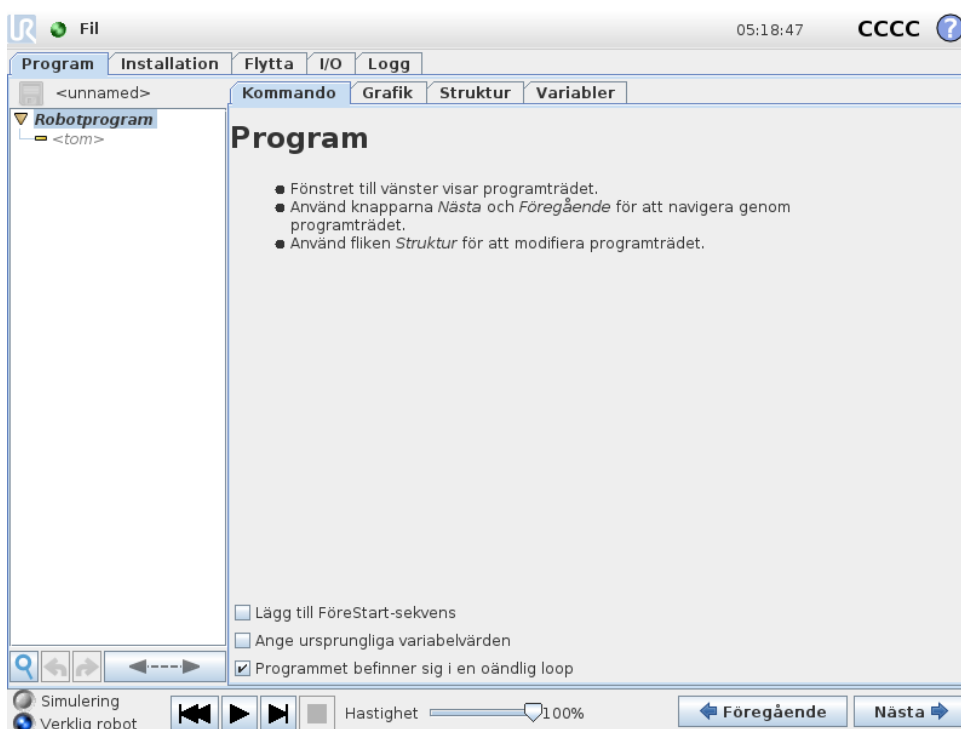 UR Fil 05:18:47 CCCC ?
Program Installation Flytta I/O Logg
<unnamed> Kommando Grafik Struktur Variabler
Robotprogram
<tom>
Program
Fönstret till vänster visar programträdet.
Använd knapparna Nästa och Föregående för att navigera genom
programträdet.
Använd fliken Struktur för att modifiera programträdet.
Lägg till FöreStart-sekvens
Ange ursprungliga variabelvärden
Programmet befinner sig i en oändlig loop
Simulering
Verklig robot
Hastighet 100% Föregående Nästa